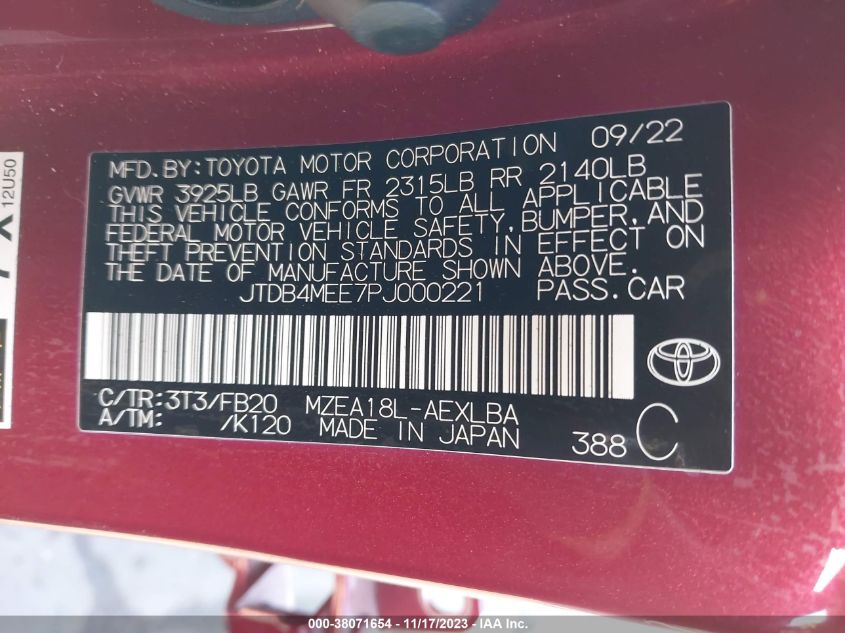 12U50
MFD. BY: TOYOTA MOTOR CORPORATION 09/22
GVWR 3925LB GAWR FR 2315LB RR 2140LB
THIS VEHICLE CONFORMS TO ALL APPLICABLE
FEDERAL MOTOR VEHICLE SAFETY, BUMPER, AND
THEFT PREVENTION STANDARDS IN EFFECT ON
THE DATE OF MANUFACTURE SHOWN ABOVE.
JTDB4MEE7PJ000221 PASS. CAR
C/TR: 3T3/FB20 MZEA18L-AEXLBA
A/TM: /K120 MADE IN JAPAN 388 C
000-38071654 - 11/17/2023 - IAA Inc.